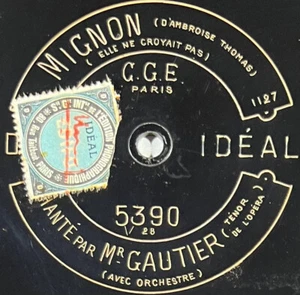 MIGNON (D'AMBROISE THOMAS)
(ELLE NE CROYAIT PAS)
C.G.E.
PARIS
1127
IDÉAL
IDÉAL
5390
V 28
ANTÉ PAR MR GAUTIER (TÉNOR DE L'OPÉRA)
(AVEC ORCHESTRE)